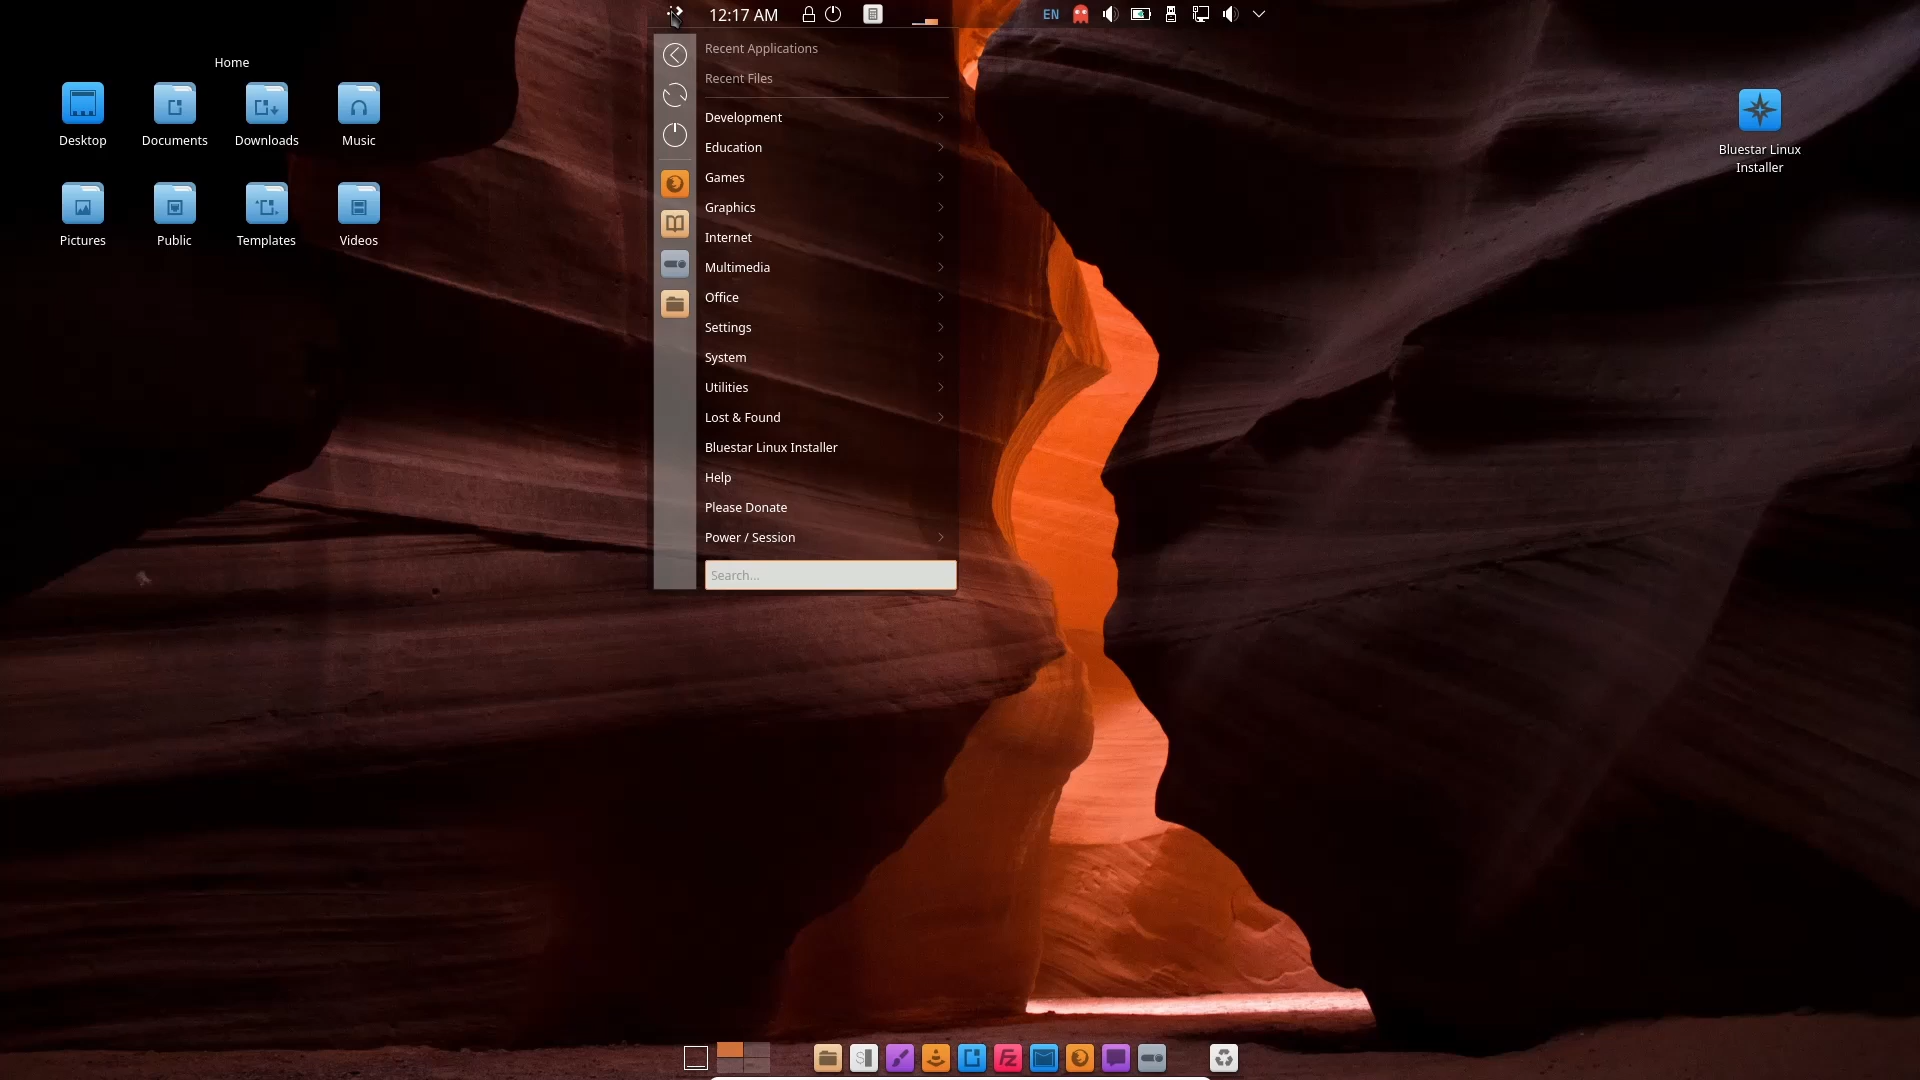 12:17 AM
EN
Home
Desktop
Documents
Downloads
Music
Pictures
Public
Templates
Videos
Recent Applications
Recent Files
Development
Education
Games
Graphics
Internet
Multimedia
Office
Settings
System
Utilities
Lost & Found
Bluestar Linux Installer
Help
Please Donate
Power / Session
Search...
Bluestar Linux
Installer
S
Fz